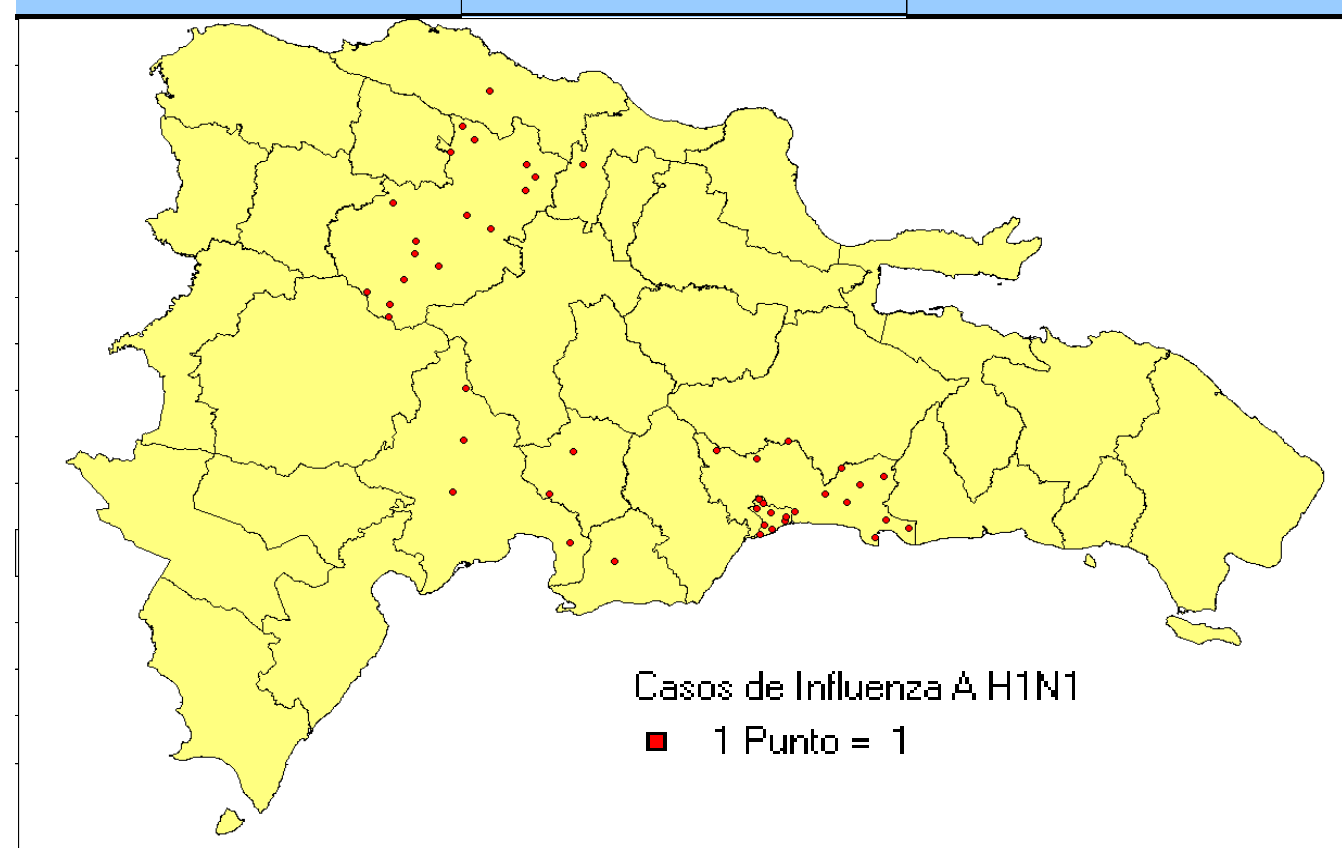 Casos de Influenza A H1N1
1 Punto = 1